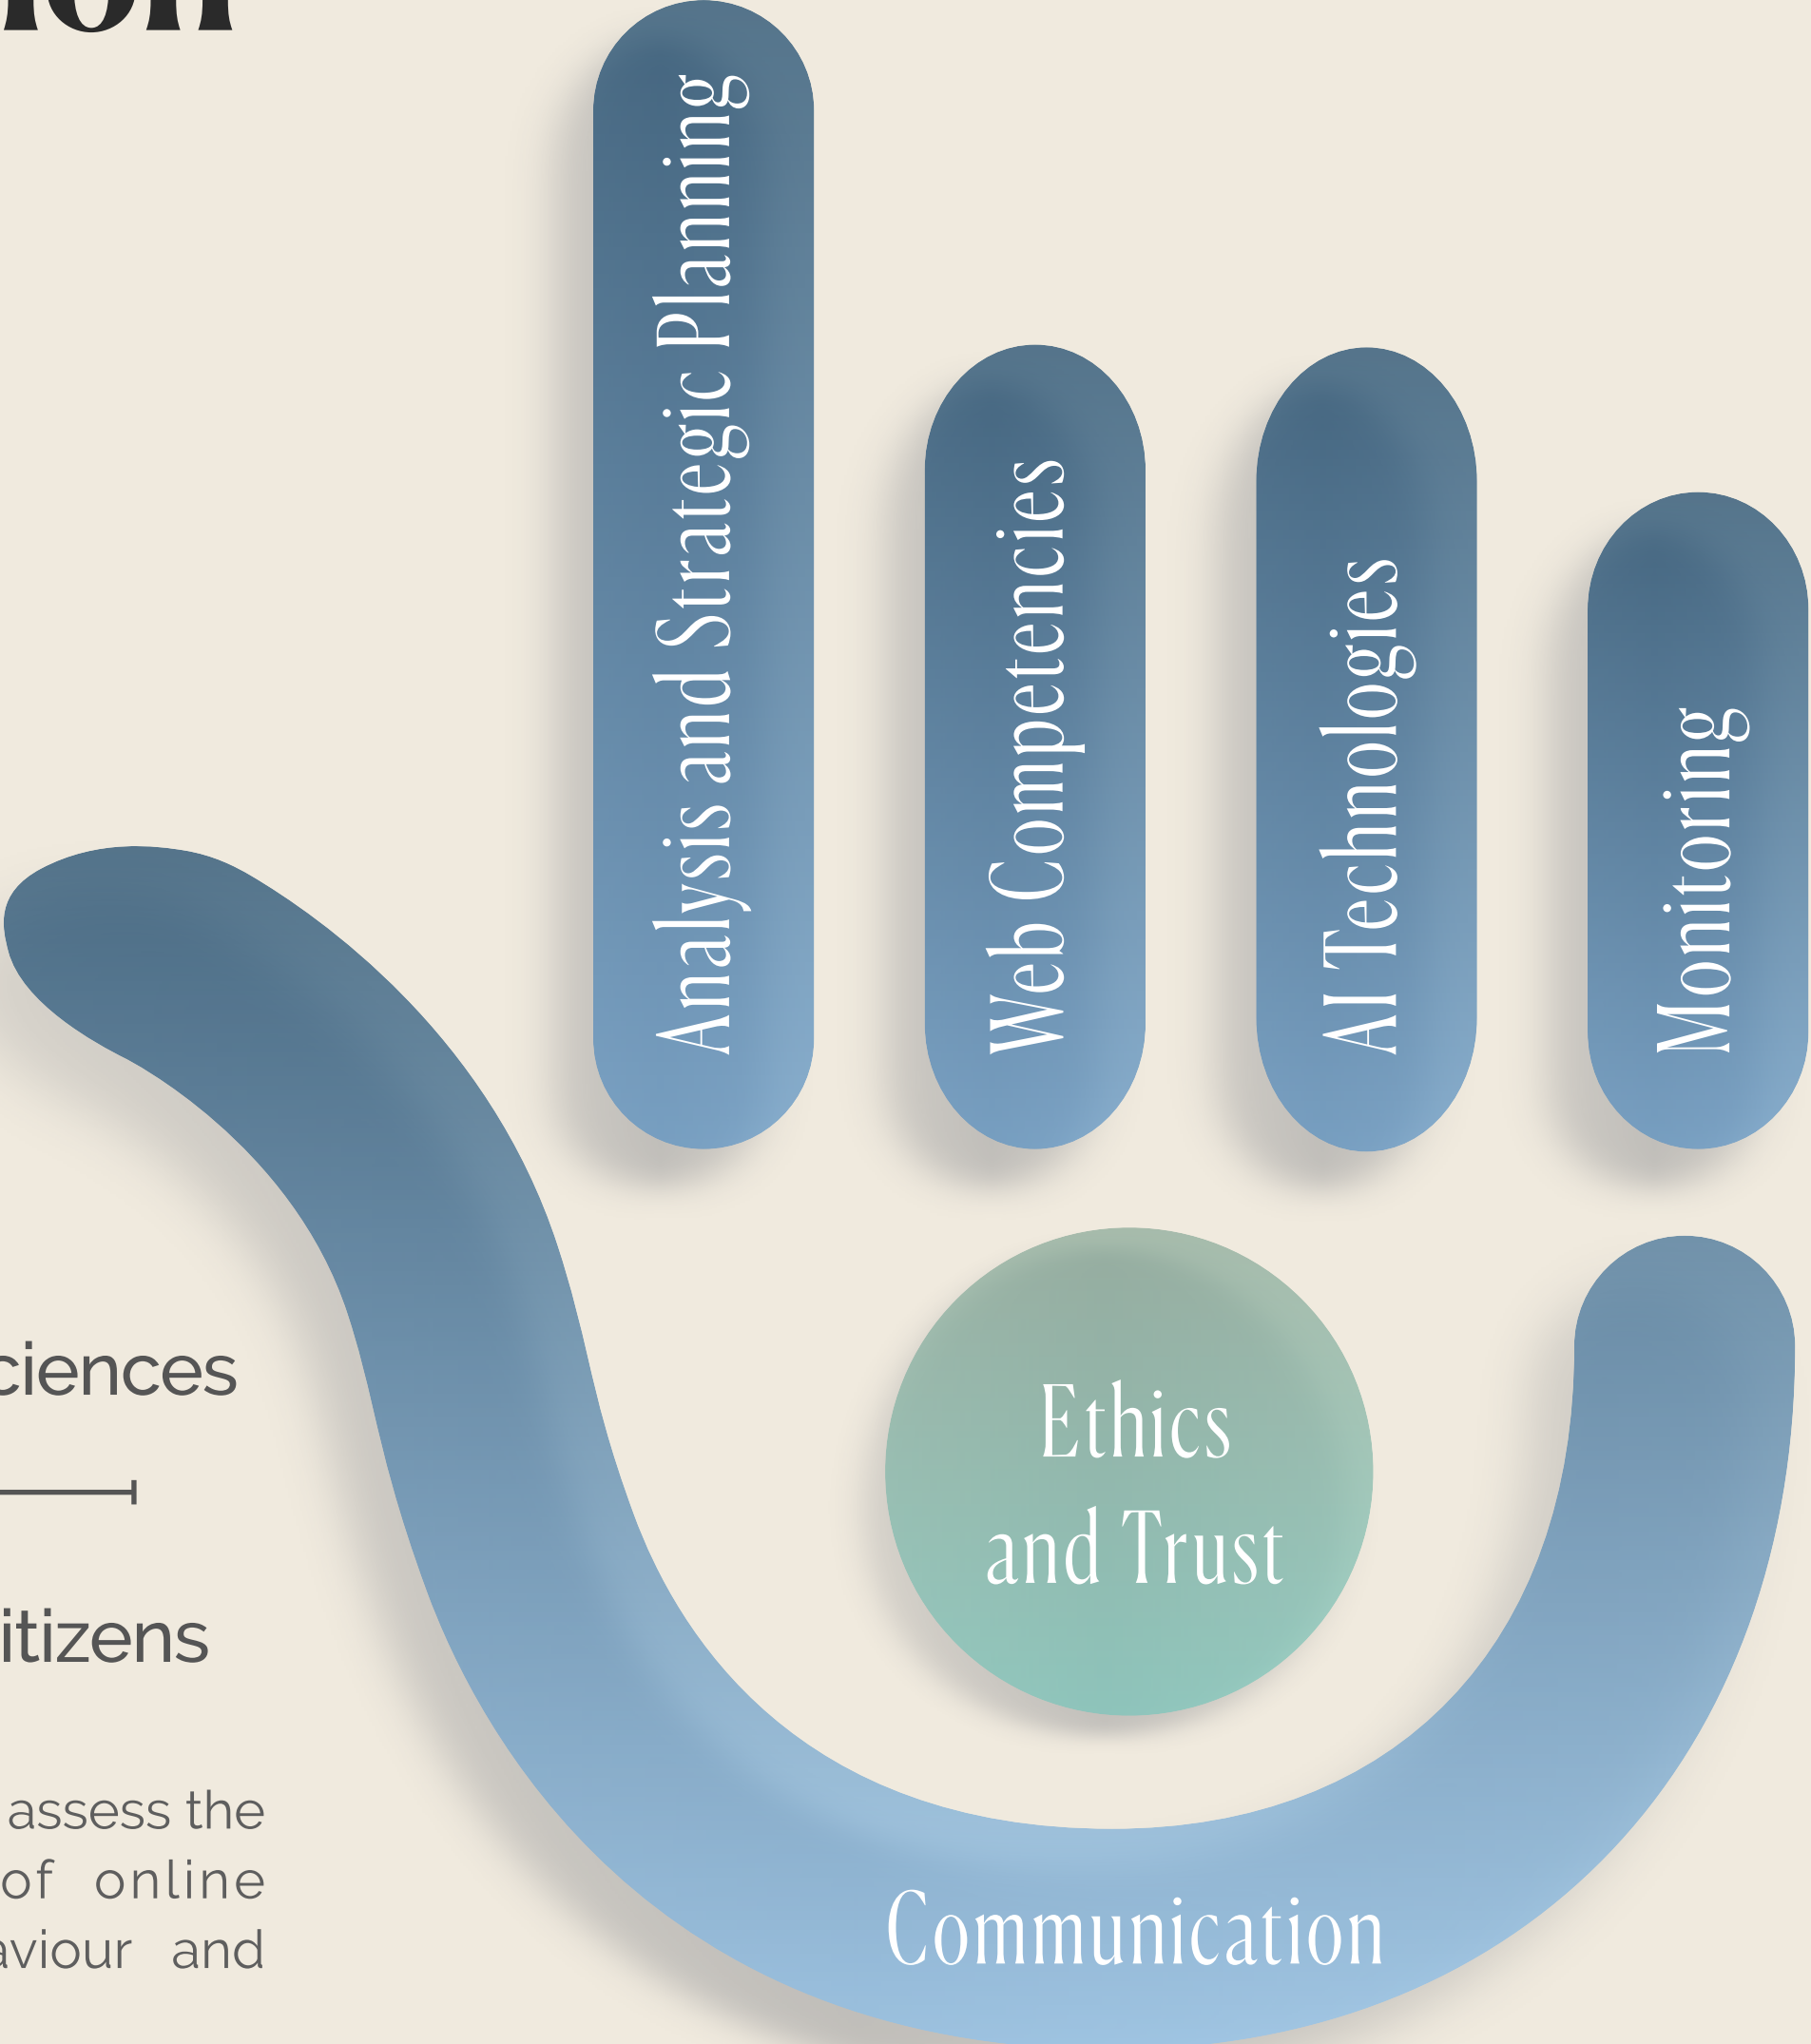 Analysis and Strategic Planning
Web Competencies
AI Technologies
Monitoring
Ethics
and Trust
Communication
ciences
itizens
assess the
of online
aviour and